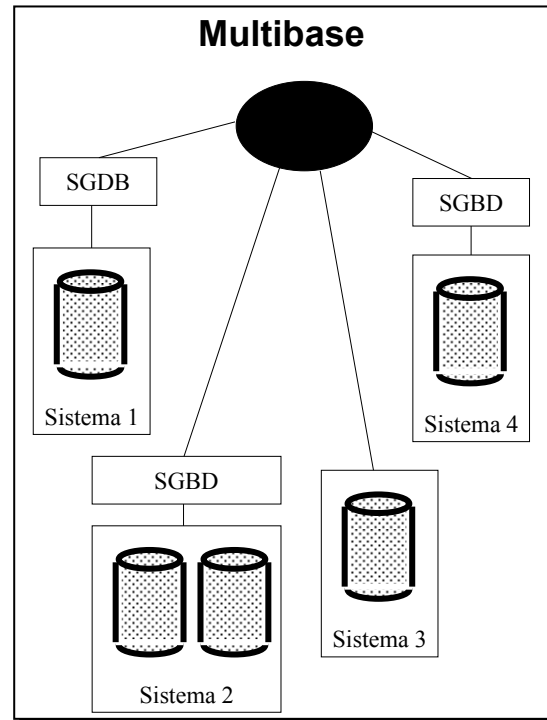 Multibase
SGDB
SGBD
Sistema 1
Sistema 4
SGBD
Sistema 3
Sistema 2